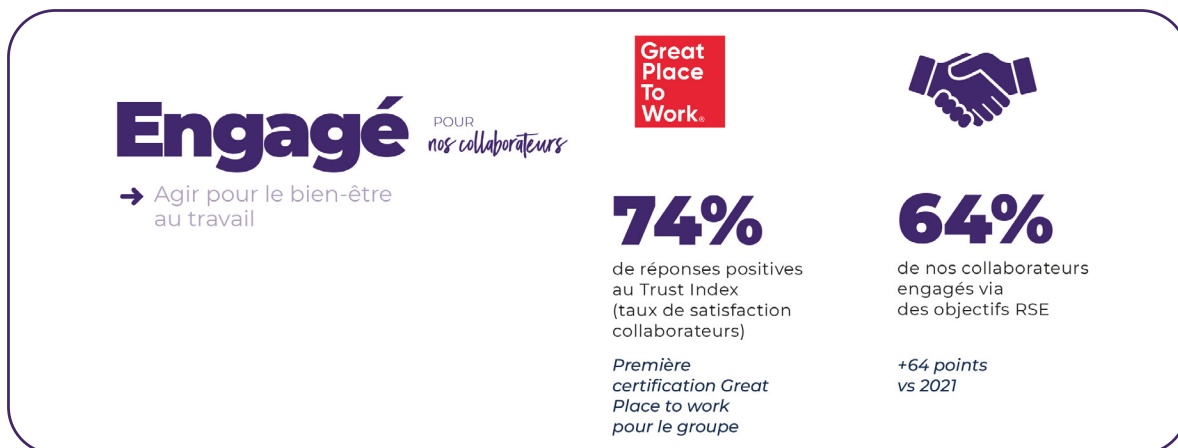 Engagé
POUR
nos collaborateurs
→ Agir pour le bien-être
au travail
Great
Place
To
Work®
74%
de réponses positives
au Trust Index
(taux de satisfaction
collaborateurs)
Première
certification Great
Place to work
pour le groupe
64%
de nos collaborateurs
engagés via
des objectifs RSE
+64 points
vs 2021